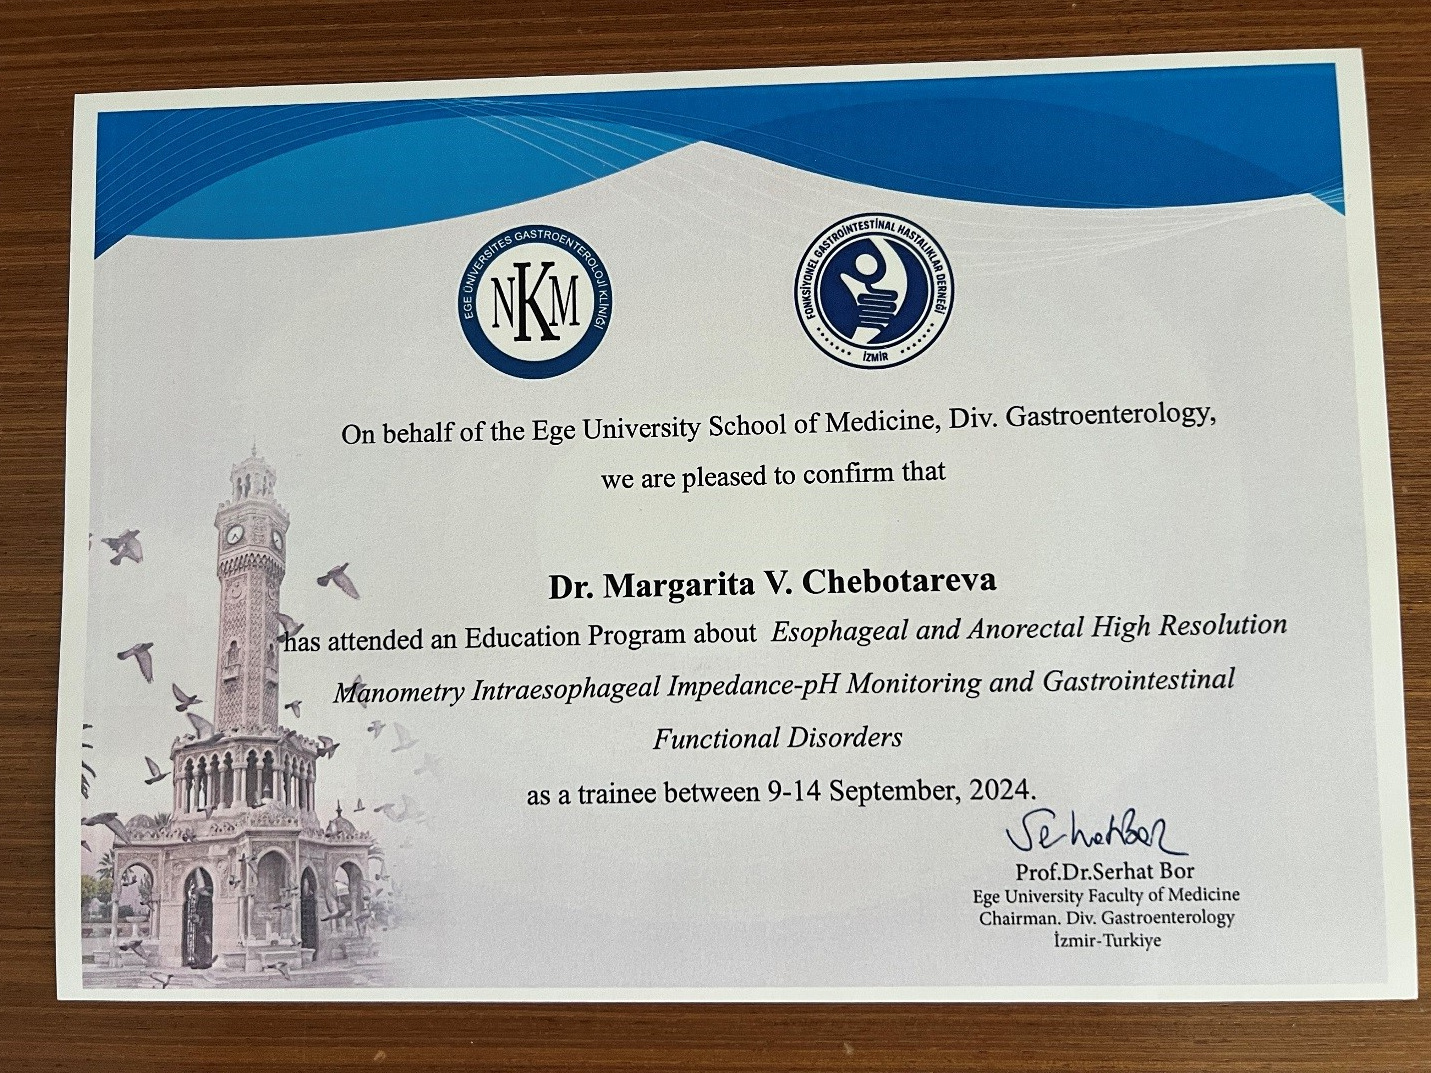 EGE ÜNİVERSİTES GASTROENTEROLOJİ KLİNİĞİ
NKM
FONKSİYONEL GASTROİNTESTİNAL HASTALIKLAR DERNEĞİ
İZMİR
On behalf of the Ege University School of Medicine, Div. Gastroenterology,
we are pleased to confirm that
Dr. Margarita V. Chebotareva
has attended an Education Program about Esophageal and Anorectal High Resolution
Manometry Intraesophageal Impedance-pH Monitoring and Gastrointestinal
Functional Disorders
as a trainee between 9-14 September, 2024.
Serhat Bor
Prof.Dr.Serhat Bor
Ege University Faculty of Medicine
Chairman. Div. Gastroenterology
İzmir-Turkiye